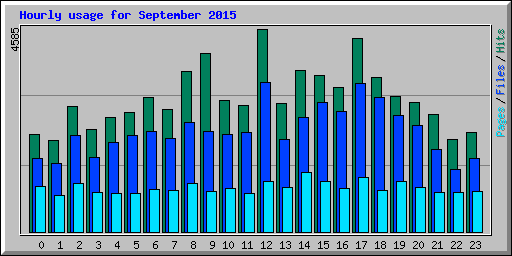 Hourly usage for September 2015
4585
Pages/Files/Hits
0 1 2 3 4 5 6 7 8 9 10 11 12 13 14 15 16 17 18 19 20 21 22 23